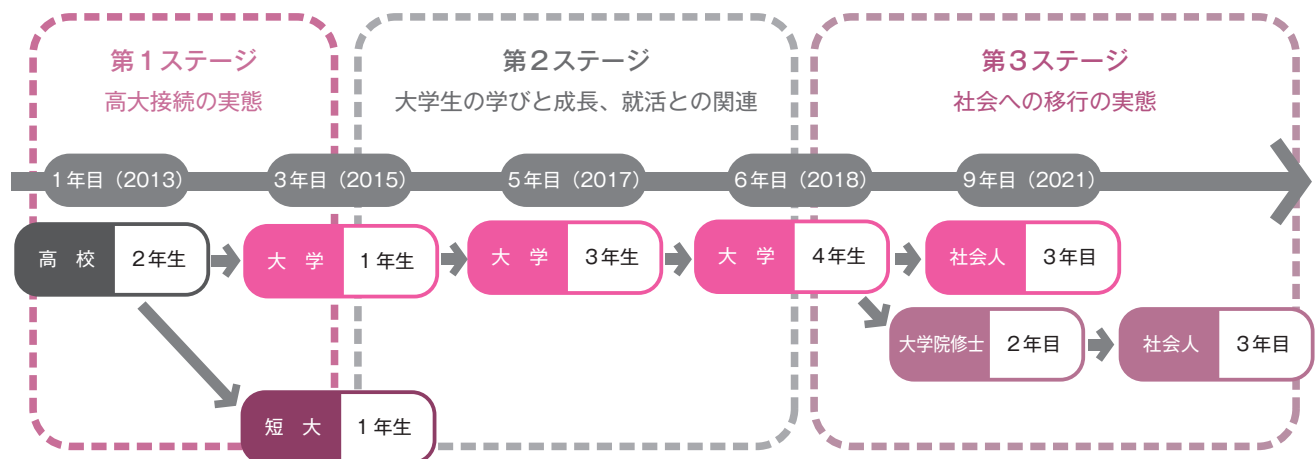 第1ステージ
高大接続の実態
第2ステージ
大学生の学びと成長、就活との関連
第3ステージ
社会への移行の実態
1年目（2013）
3年目（2015）
5年目（2017）
6年目（2018）
9年目（2021）
高 校 2年生
大 学 1年生
大 学 3年生
大 学 4年生
社会人 3年目
大学院修士 2年目
社会人 3年目
短 大 1年生